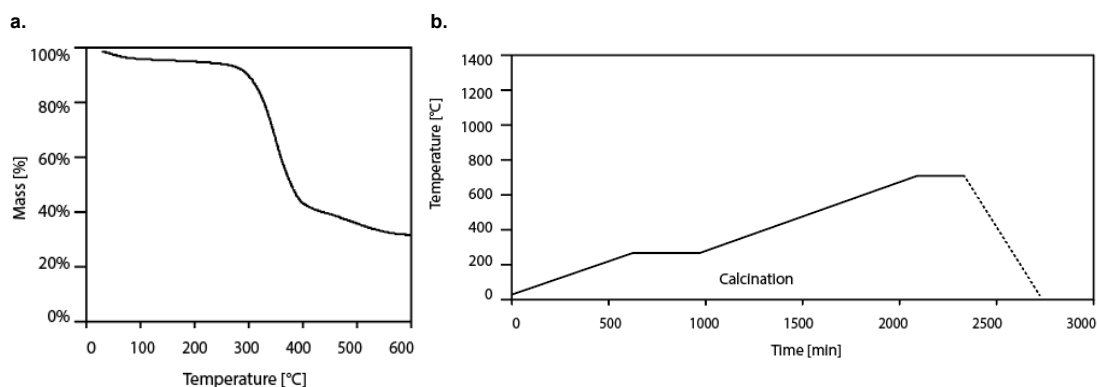 a.
100%
80%
60%
40%
20%
0%
Mass [%]
0 100 200 300 400 500 600
Temperature [°C]
b.
1400
1200
1000
800
600
400
200
0
Temperature [°C]
Calcination
0 500 1000 1500 2000 2500 3000
Time [min]